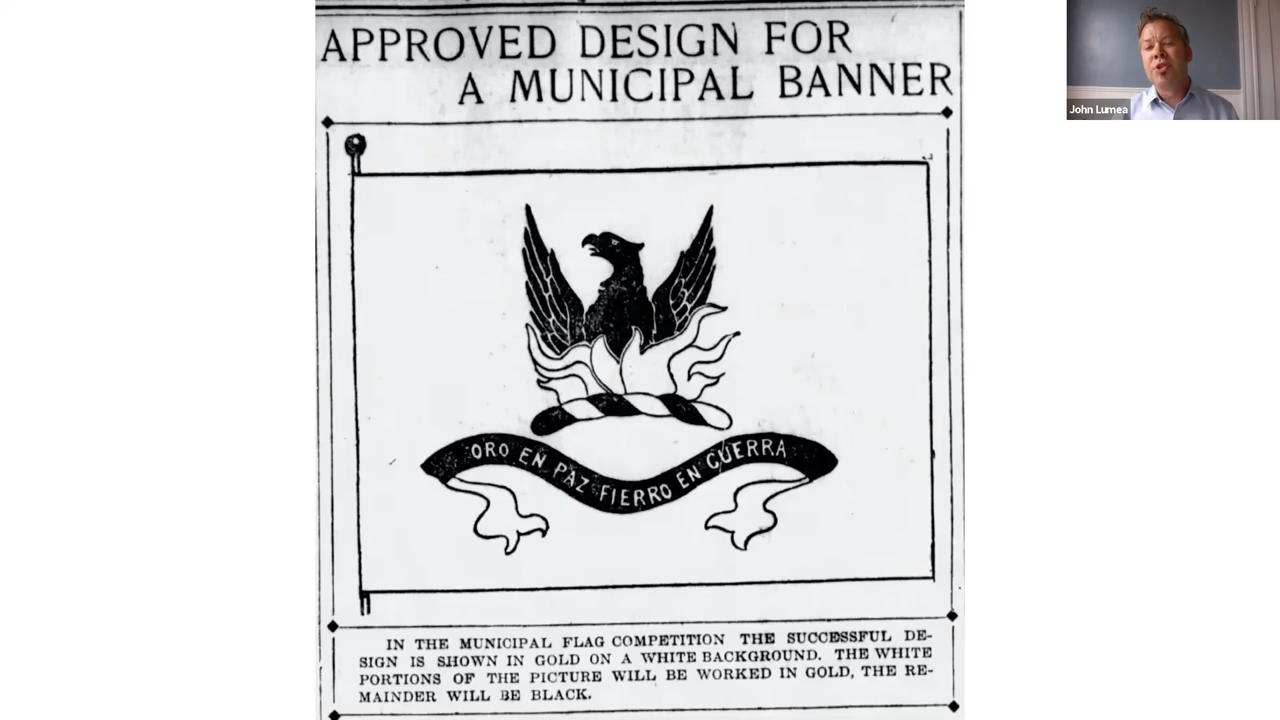 APPROVED DESIGN FOR
A MUNICIPAL BANNER
ORO EN PAZ FIERRO EN GUERRA
IN THE MUNICIPAL FLAG COMPETITION THE SUCCESSFUL DE-
SIGN IS SHOWN IN GOLD ON A WHITE BACKGROUND. THE WHITE
PORTIONS OF THE PICTURE WILL BE WORKED IN GOLD, THE RE-
MAINDER WILL BE BLACK.
John Lumea